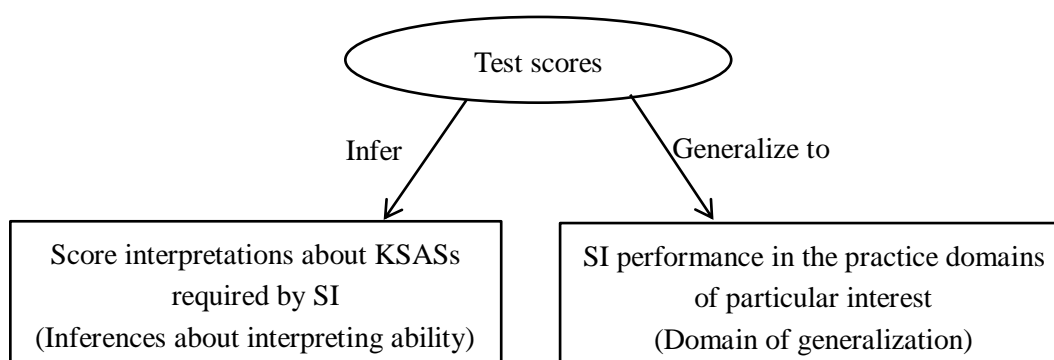 Test scores
Infer
Generalize to
Score interpretations about KSASs
required by SI
(Inferences about interpreting ability)
SI performance in the practice domains
of particular interest
(Domain of generalization)